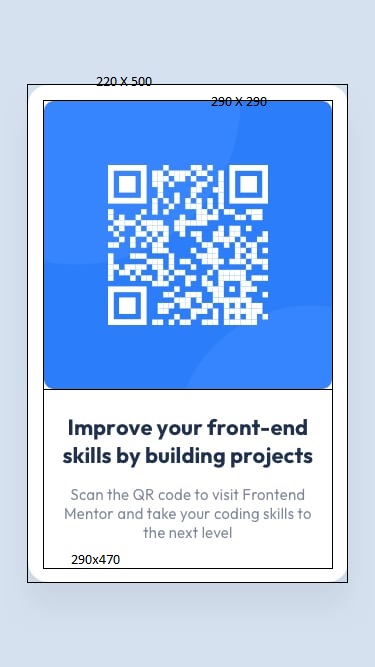 220 X 500
290 X 290
Improve your front-end
skills by building projects
Scan the QR code to visit Frontend
Mentor and take your coding skills to
the next level
290x470